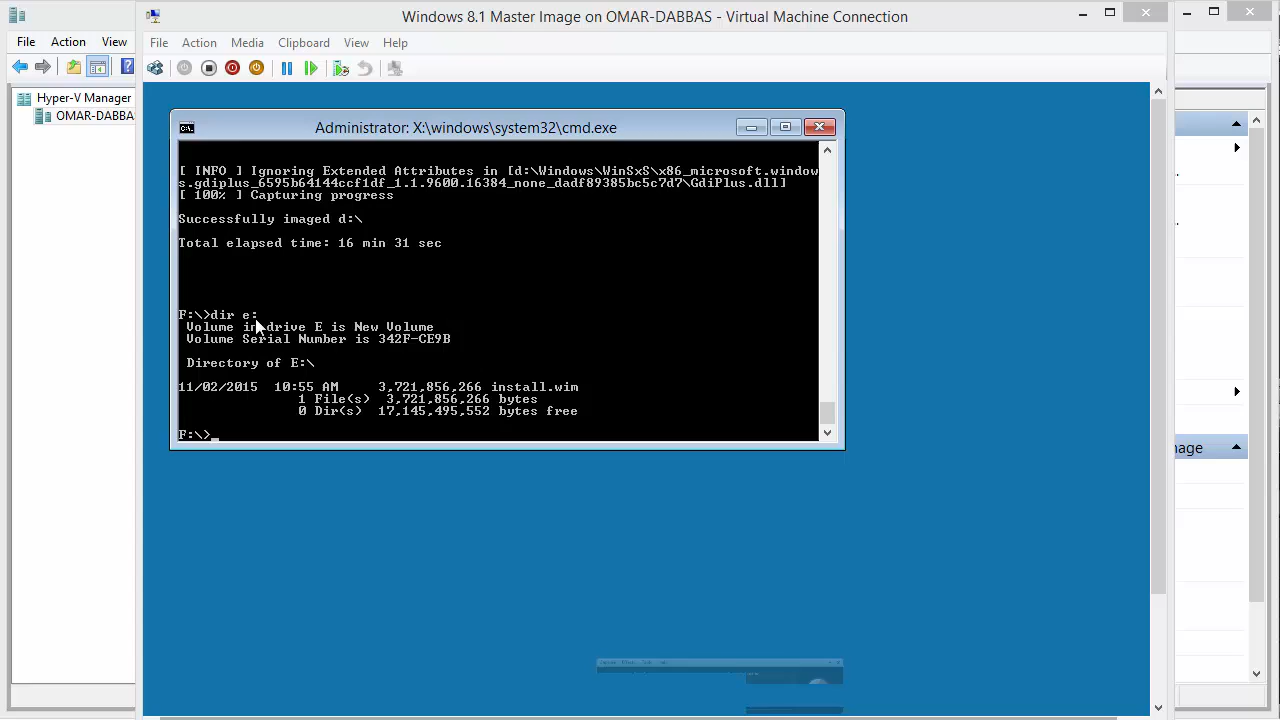 Windows 8.1 Master Image on OMAR-DABBAS - Virtual Machine Connection
File Action View
File Action Media Clipboard View Help
Hyper-V Manager
OMAR-DABBA
Administrator: X:\windows\system32\cmd.exe
[ INFO ] Ignoring Extended Attributes in [d:\Windows\WinSxS\x86_microsoft.window
s.gdiplus_6595b64144ccf1df_1.1.9600.16384_none_dadf89385bc5c7d7\GdiPlus.dll]
[ 100% ] Capturing progress
Successfully imaged d:\
Total elapsed time: 16 min 31 sec
F:\>dir e:
Volume in drive E is New Volume
Volume Serial Number is 342F-CE9B
Directory of E:\
11/02/2015 10:55 AM 3,721,856,266 install.wim
1 File(s) 3,721,856,266 bytes
0 Dir(s) 17,145,495,552 bytes free
F:\>_
nage